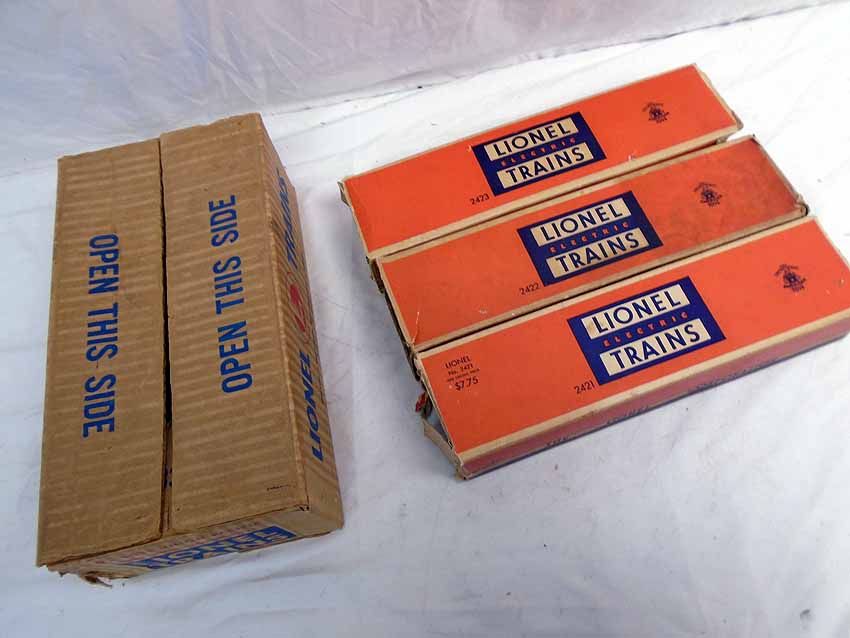 OPEN THIS SIDE
OPEN THIS SIDE
LIONEL TRAINS
LIONEL
LIONEL
ELECTRIC
TRAINS
2423
LIONEL
ELECTRIC
TRAINS
2422
LIONEL
ELECTRIC
TRAINS
2421
LIONEL
No. 2421
$7.75